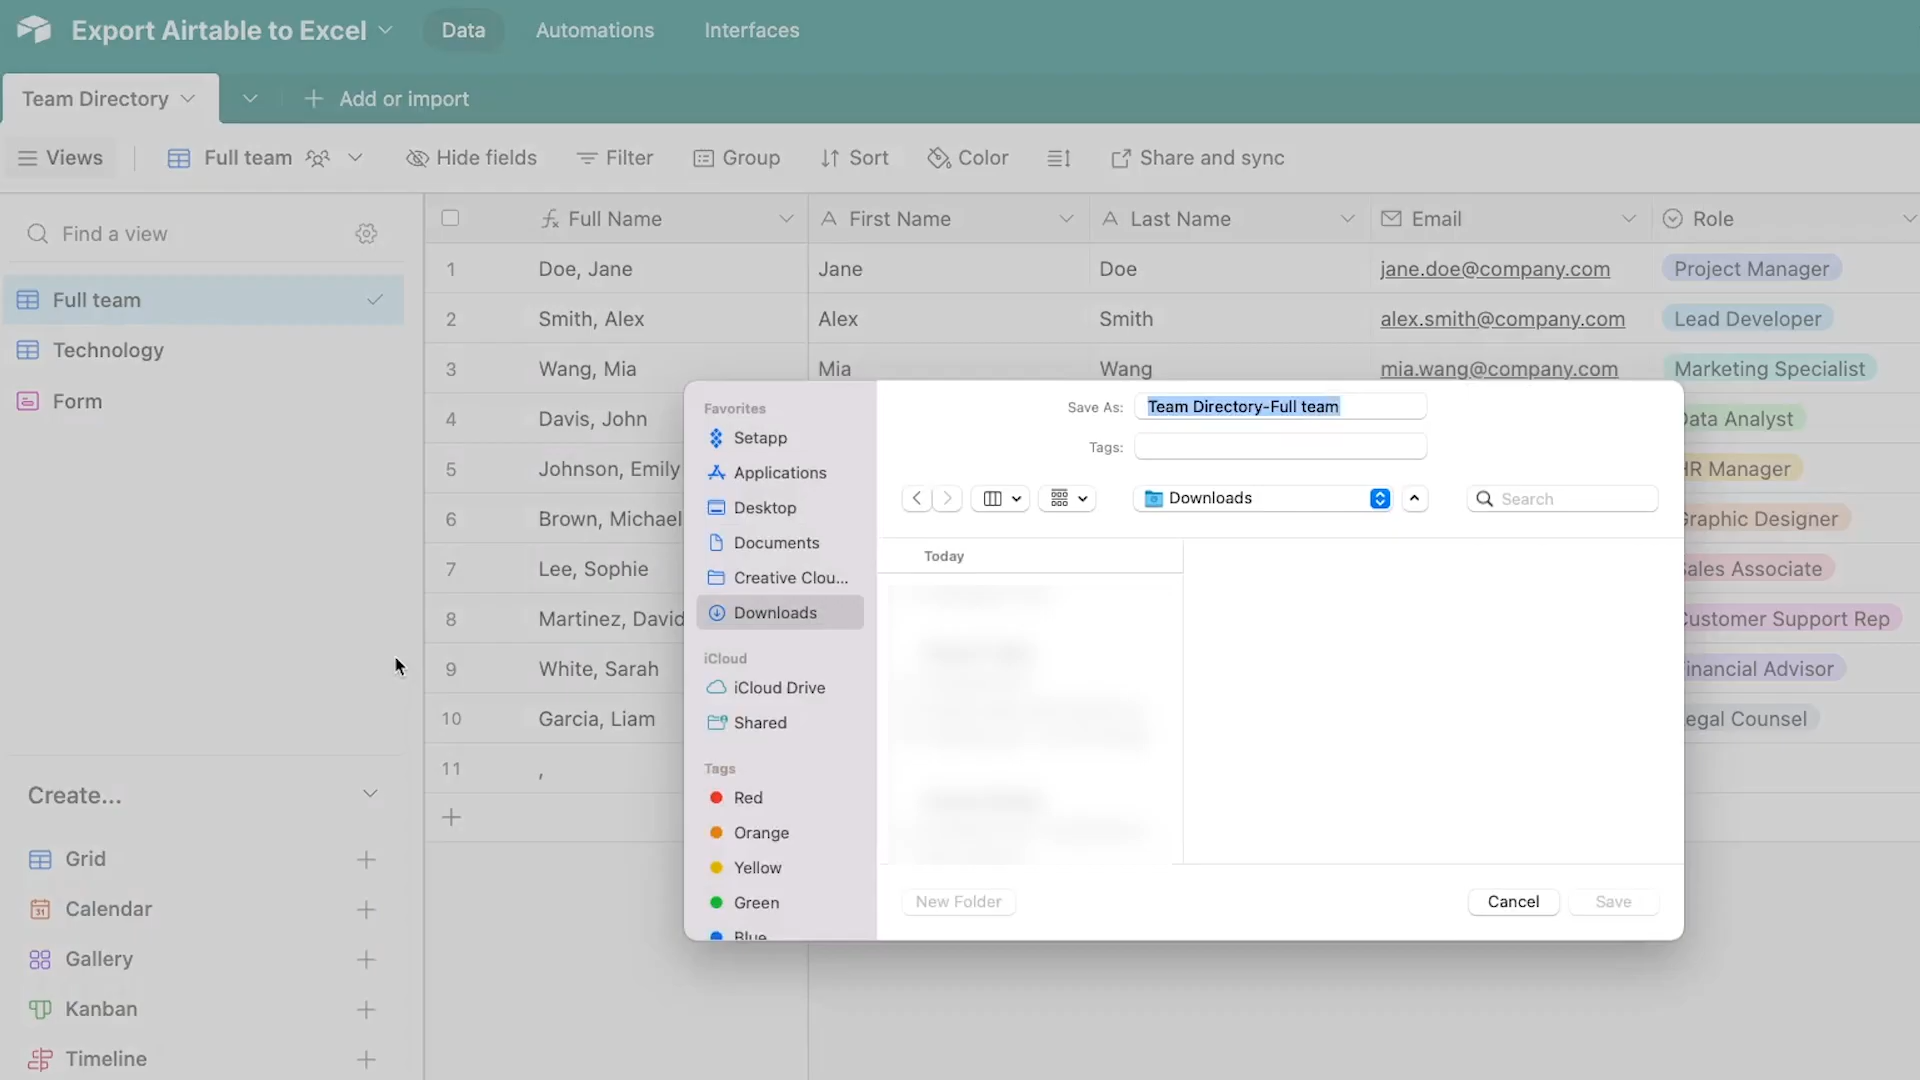 Export Airtable to Excel
Data
Automations
Interfaces
Team Directory
Add or import
Views
Full team
Hide fields
Filter
Group
Sort
Color
Share and sync
Find a view
Full team
Technology
Form
Create...
Grid
Calendar
Gallery
Kanban
Timeline
Full Name
First Name
Last Name
Email
Role
1 Doe, Jane Jane Doe jane.doe@company.com Project Manager
2 Smith, Alex Alex Smith alex.smith@company.com Lead Developer
3 Wang, Mia Mia Wang mia.wang@company.com Marketing Specialist
4 Davis, John Data Analyst
5 Johnson, Emily HR Manager
6 Brown, Michael Graphic Designer
7 Lee, Sophie Sales Associate
8 Martinez, David Customer Support Rep
9 White, Sarah Financial Advisor
10 Garcia, Liam Legal Counsel
11 ,
Favorites
Setapp
Applications
Desktop
Documents
Creative Clou...
Downloads
iCloud
iCloud Drive
Shared
Tags
Red
Orange
Yellow
Green
Blue
Save As: Team Directory-Full team
Tags:
Downloads
Search
Today
New Folder
Cancel
Save